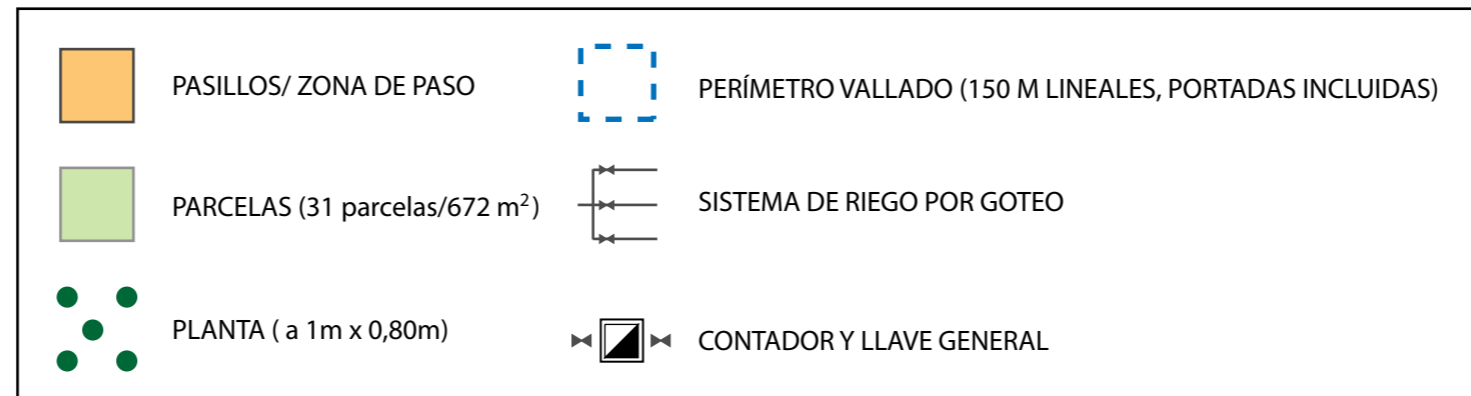 PASILLOS/ ZONA DE PASO
PARCELAS (31 parcelas/672 m²)
PLANTA ( a 1m x 0,80m)
PERÍMETRO VALLADO (150 M LINEALES, PORTADAS INCLUIDAS)
SISTEMA DE RIEGO POR GOTEO
CONTADOR Y LLAVE GENERAL